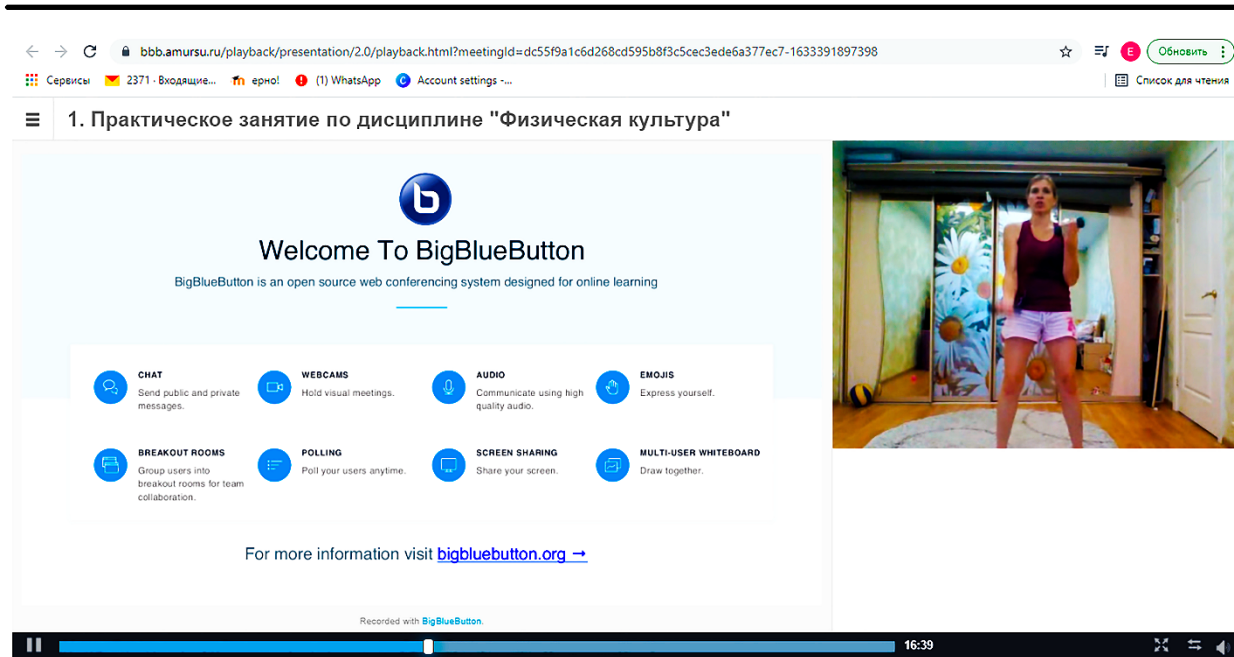 bbb.amursu.ru/playback/presentation/2.0/playback.html?meetingId=dc55f9a1c6d268cd595b8f3c5cec3ede6a377ec7-1633391897398
E
Обновить
Сервисы
2371 · Входящие...
ерно!
(1) WhatsApp
Account settings -...
Список для чтения
1. Практическое занятие по дисциплине "Физическая культура"
b
Welcome To BigBlueButton
BigBlueButton is an open source web conferencing system designed for online learning
CHAT
Send public and private
messages.
WEBCAMS
Hold visual meetings.
AUDIO
Communicate using high
quality audio.
EMOJIS
Express yourself.
BREAKOUT ROOMS
Group users into
breakout rooms for team
collaboration.
POLLING
Poll your users anytime.
SCREEN SHARING
Share your screen.
MULTI-USER WHITEBOARD
Draw together.
For more information visit bigbluebutton.org →
Recorded with BigBlueButton.
16:39